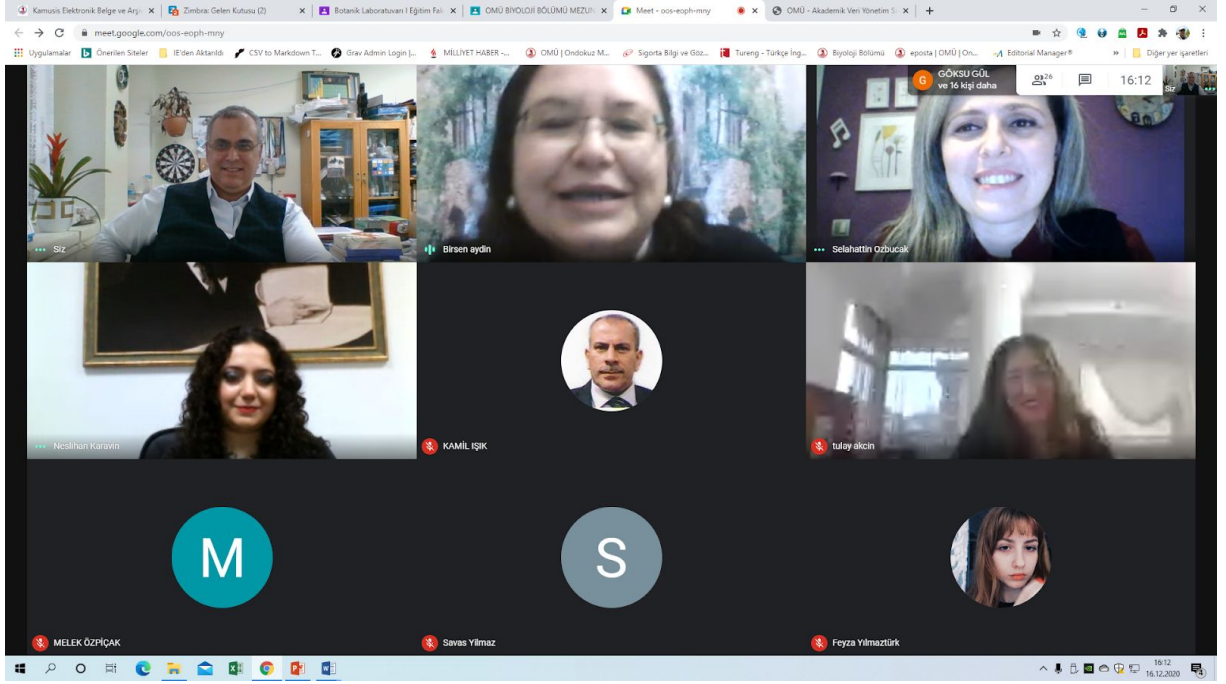 Kamusis Elektronik Belge ve Arşi
Zimbra: Gelen Kutusu (2)
Botanik Laboratuvarı I Eğitim Fak
OMÜ BİYOLOJİ BÖLÜMÜ MEZUN
Meet - oos-eoph-mny
OMÜ - Akademik Veri Yönetim S
meet.google.com/oos-eoph-mny
Uygulamalar
Önerilen Siteler
IE'den Aktarıldı
CSV to Markdown T...
Grav Admin Login |...
MİLLİYET HABER -...
OMÜ | Ondokuz M...
Sigorta Bilgi ve Göz...
Tureng - Türkçe İng...
Biyoloji Bölümü
eposta | OMÜ | On...
Editorial Manager®
Diğer yer işaretleri
GÖKSU GÜL
ve 16 kişi daha
G
26
16:12
Siz
Siz
Birsen aydin
Selahattin Ozbucak
Neslihan Karavin
KAMİL IŞIK
tulay akcin
M
S
MELEK ÖZPİÇAK
Savas Yilmaz
Feyza Yılmaztürk
16:12
16.12.2020
4